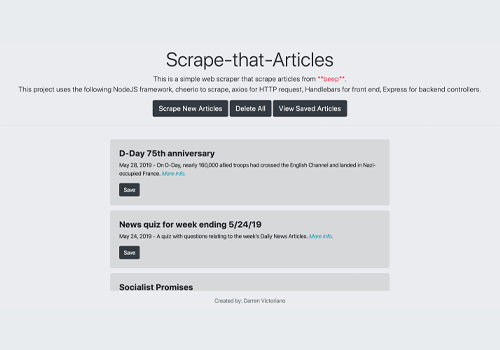 Scrape-that-Articles
This is a simple web scraper that scrape articles from **beep**.
This project uses the following NodeJS framework, cheerio to scrape, axios for HTTP request, Handlebars for front end, Express for backend controllers.
Scrape New Articles Delete All View Saved Articles
D-Day 75th anniversary
May 28, 2019 - On D-Day, nearly 160,000 allied troops had crossed the English Channel and landed in Nazi-
occupied France. More Info.
Save
News quiz for week ending 5/24/19
May 24, 2019 - A quiz with questions relating to the week's Daily News Articles. More Info.
Save
Socialist Promises
Created by: Darren Victoriano